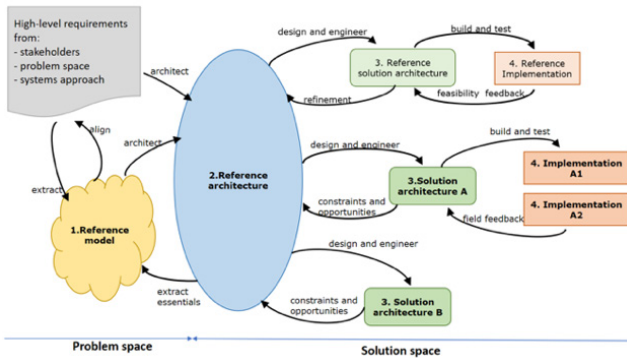 High-level requirements
from:
- stakeholders
- problem space
- systems approach
architect
align
architect
extract
1.Reference
model
extract
essentials
2.Reference
architecture
design and engineer
3. Reference
solution architecture
refinement
build and test
4. Reference
Implementation
feasibility feedback
design and engineer
3.Solution
architecture A
constraints and
opportunities
build and test
4. Implementation
A1
4. Implementation
A2
field feedback
design and engineer
3. Solution
architecture B
constraints and
opportunities
Problem space
Solution space